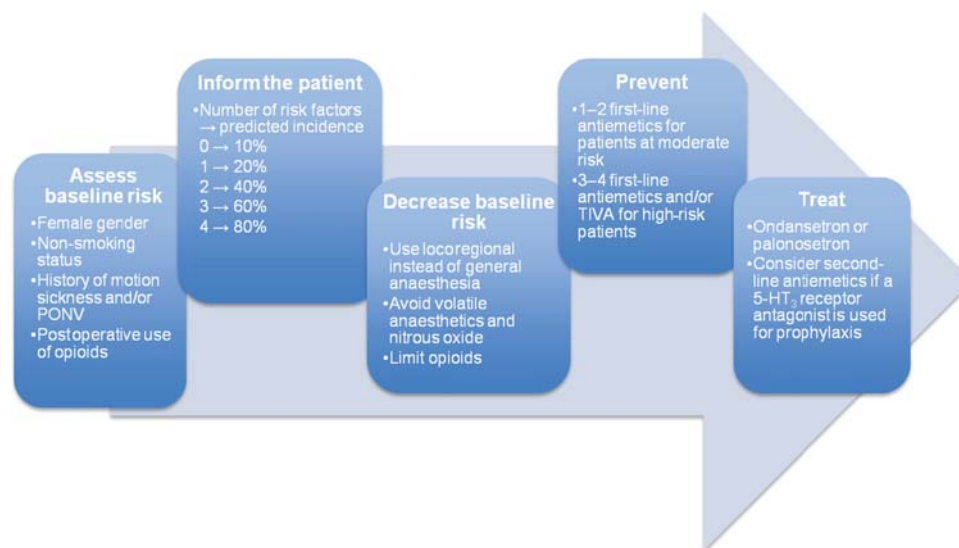 Assess
baseline risk
•Female gender
•Non-smoking
status
•History of motion
sickness and/or
PONV
•Postoperative use
of opioids
Inform the patient
•Number of risk factors
→ predicted incidence
0 → 10%
1 → 20%
2 → 40%
3 → 60%
4 → 80%
Decrease baseline
risk
•Use locoregional
instead of general
anaesthesia
•Avoid volatile
anaesthetics and
nitrous oxide
•Limit opioids
Prevent
•1–2 first-line
antiemetics for
patients at moderate
risk
•3–4 first-line
antiemetics and/or
TIVA for high-risk
patients
Treat
•Ondansetron or
palonosetron
•Consider second-
line antiemetics if a
5-HT₃ receptor
antagonist is used
for prophylaxis